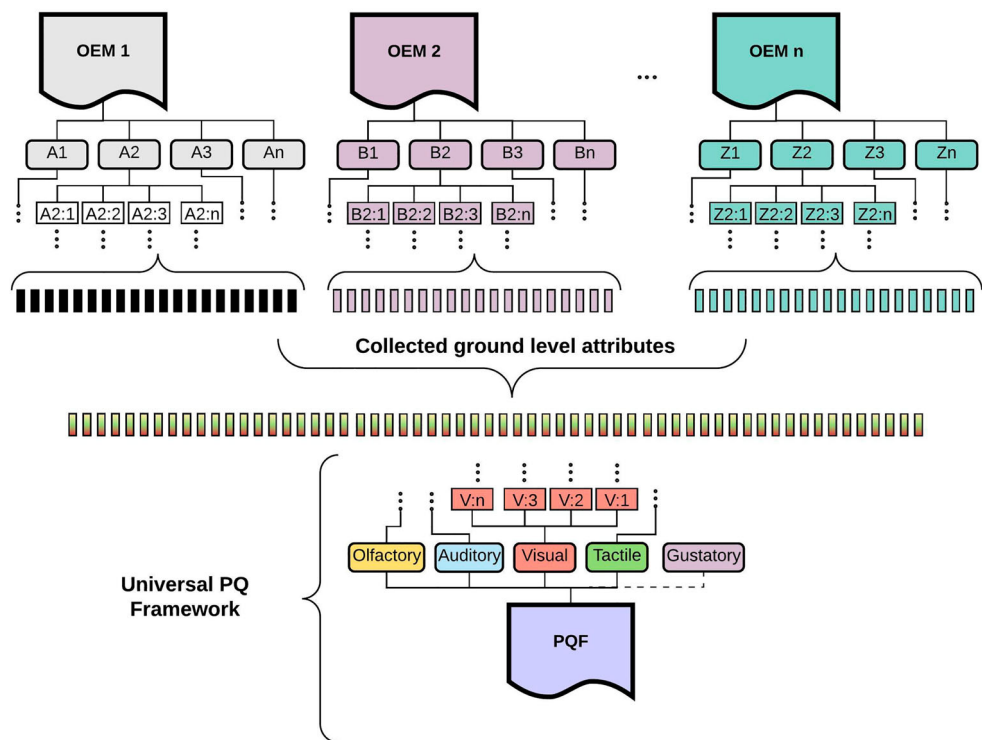 OEM 1
OEM 2
...
OEM n
A1 A2 A3 An
B1 B2 B3 Bn
Z1 Z2 Z3 Zn
A2:1 A2:2 A2:3 A2:n
B2:1 B2:2 B2:3 B2:n
Z2:1 Z2:2 Z2:3 Z2:n
Collected ground level attributes
V:n V:3 V:2 V:1
Olfactory Auditory Visual Tactile Gustatory
Universal PQ
Framework
PQF